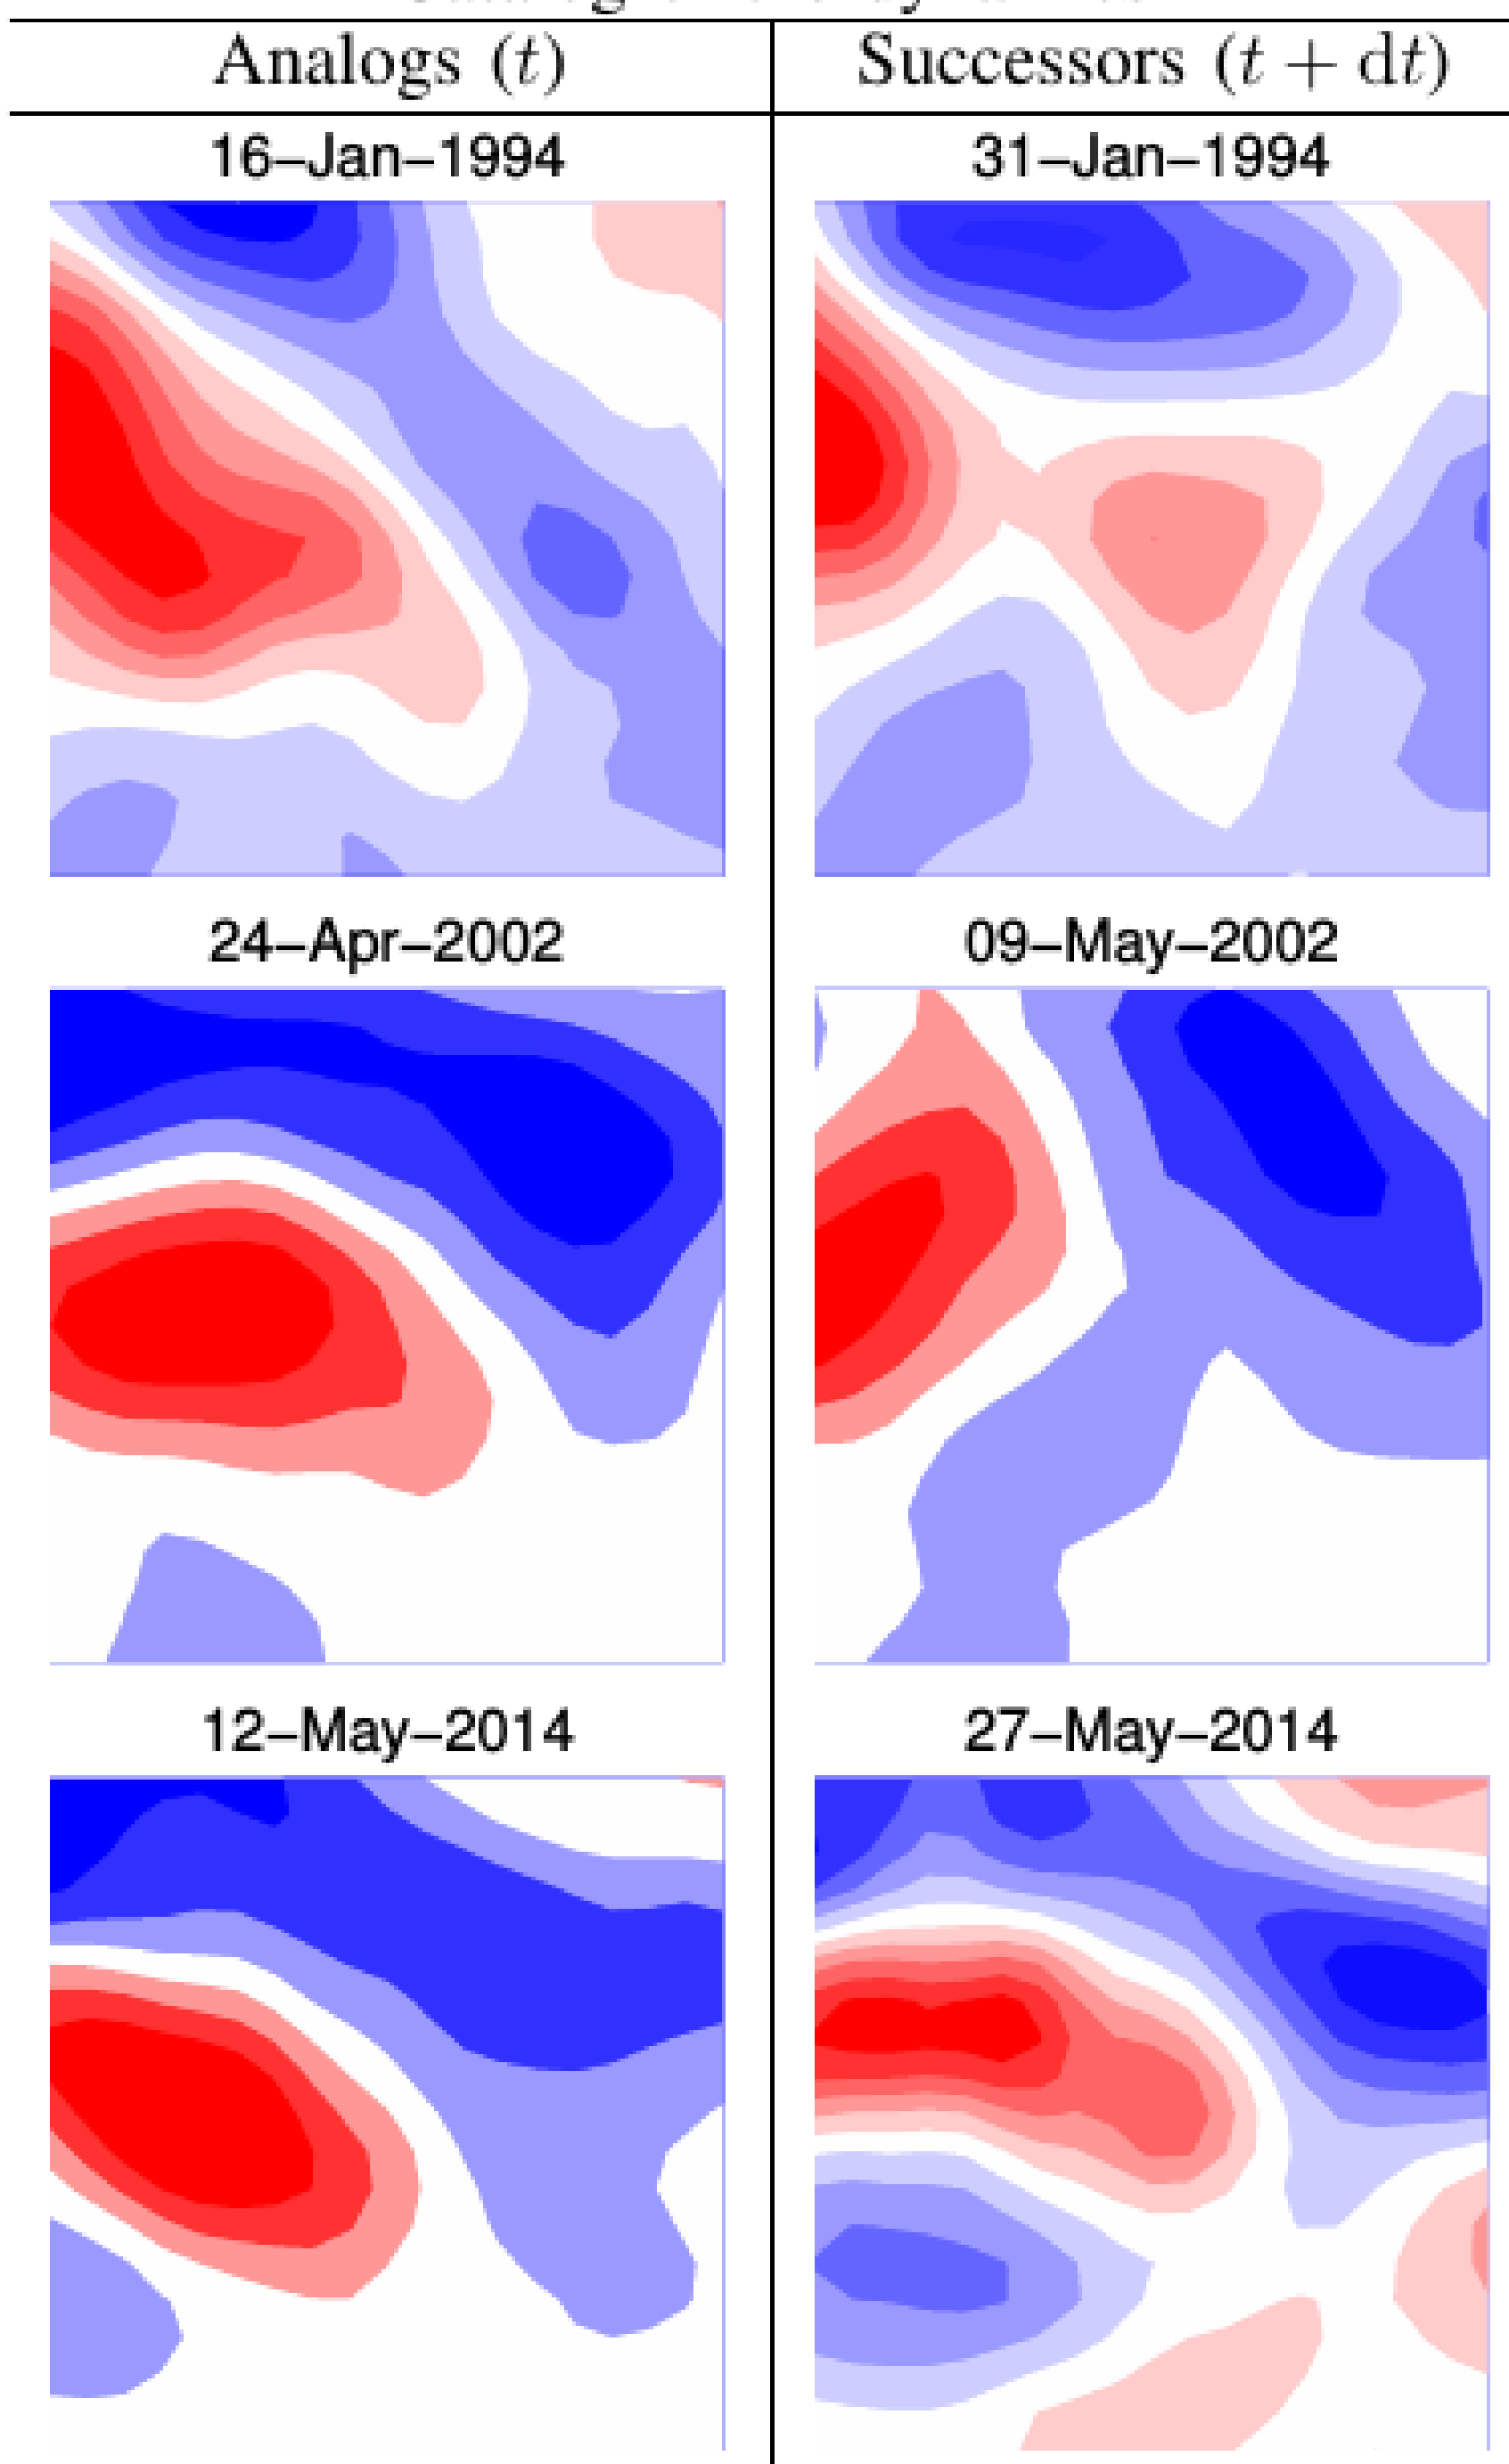 Analogs (t) Successors (t + dt)
16–Jan–1994 31–Jan–1994
24–Apr–2002 09–May–2002
12–May–2014 27–May–2014